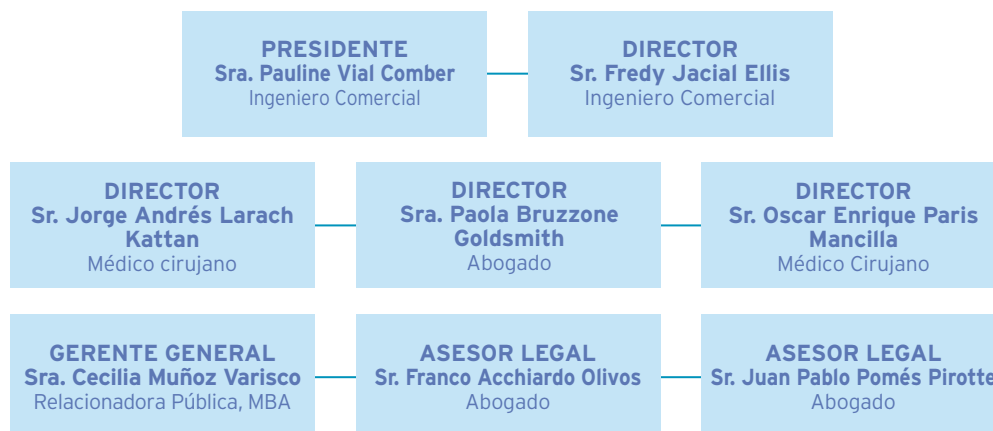 PRESIDENTE
Sra. Pauline Vial Comber
Ingeniero Comercial
DIRECTOR
Sr. Fredy Jacial Ellis
Ingeniero Comercial
DIRECTOR
Sr. Jorge Andrés Larach
Kattan
Médico cirujano
DIRECTOR
Sra. Paola Bruzzone
Goldsmith
Abogado
DIRECTOR
Sr. Oscar Enrique Paris
Mancilla
Médico Cirujano
GERENTE GENERAL
Sra. Cecilia Muñoz Varisco
Relacionadora Pública, MBA
ASESOR LEGAL
Sr. Franco Acchiardo Olivos
Abogado
ASESOR LEGAL
Sr. Juan Pablo Pomés Pirotte
Abogado